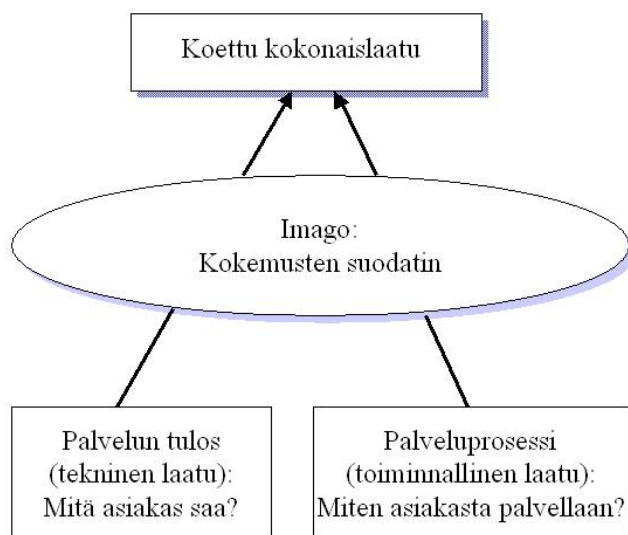 Koettu kokonaislaatu
Imago:
Kokemusten suodatin
Palvelun tulos
(tekninen laatu):
Mitä asiakas saa?
Palveluprosessi
(toiminnallinen laatu):
Miten asiakasta palvellaan?